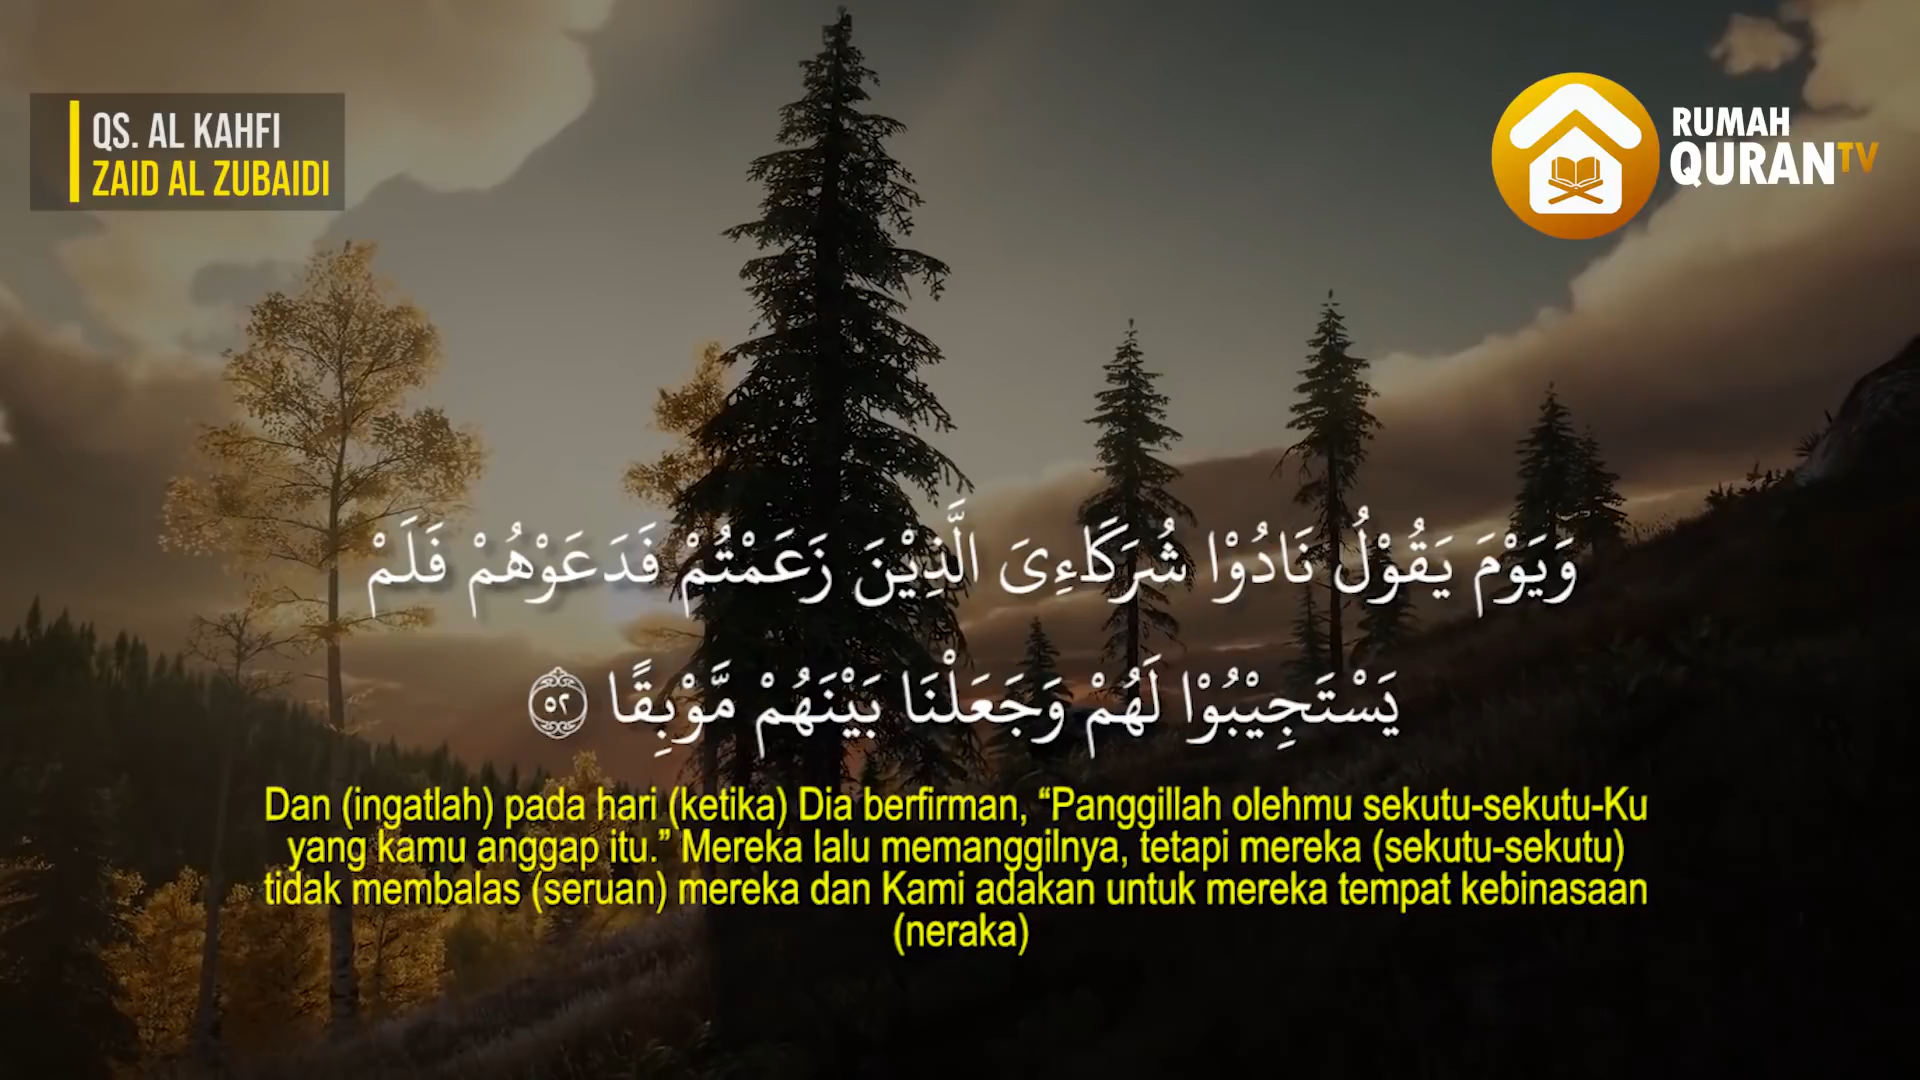 QS. AL KAHFI
ZAID AL ZUBAIDI
RUMAH
QURANTV
وَيَوْمَ يَقُوْلُ نَادُوْا شُرَكَاءِيَ الَّذِيْنَ زَعَمْتُمْ فَدَعَوْهُمْ فَلَمْ
يَسْتَجِيْبُوْا لَهُمْ وَجَعَلْنَا بَيْنَهُمْ مَّوْبِقًا ٥٢
Dan (ingatlah) pada hari (ketika) Dia berfirman, “Panggillah olehmu sekutu-sekutu-Ku
yang kamu anggap itu.” Mereka lalu memanggilnya, tetapi mereka (sekutu-sekutu)
tidak membalas (seruan) mereka dan Kami adakan untuk mereka tempat kebinasaan
(neraka)